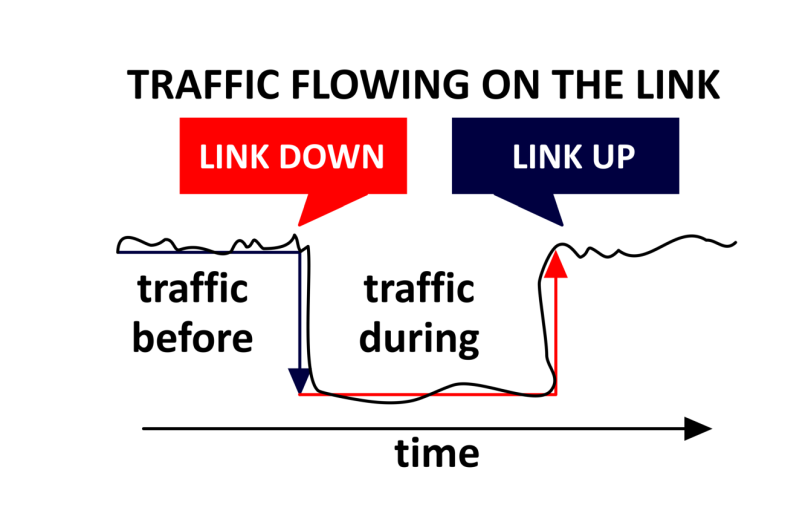 TRAFFIC FLOWING ON THE LINK
LINK DOWN
LINK UP
traffic
before
traffic
during
time